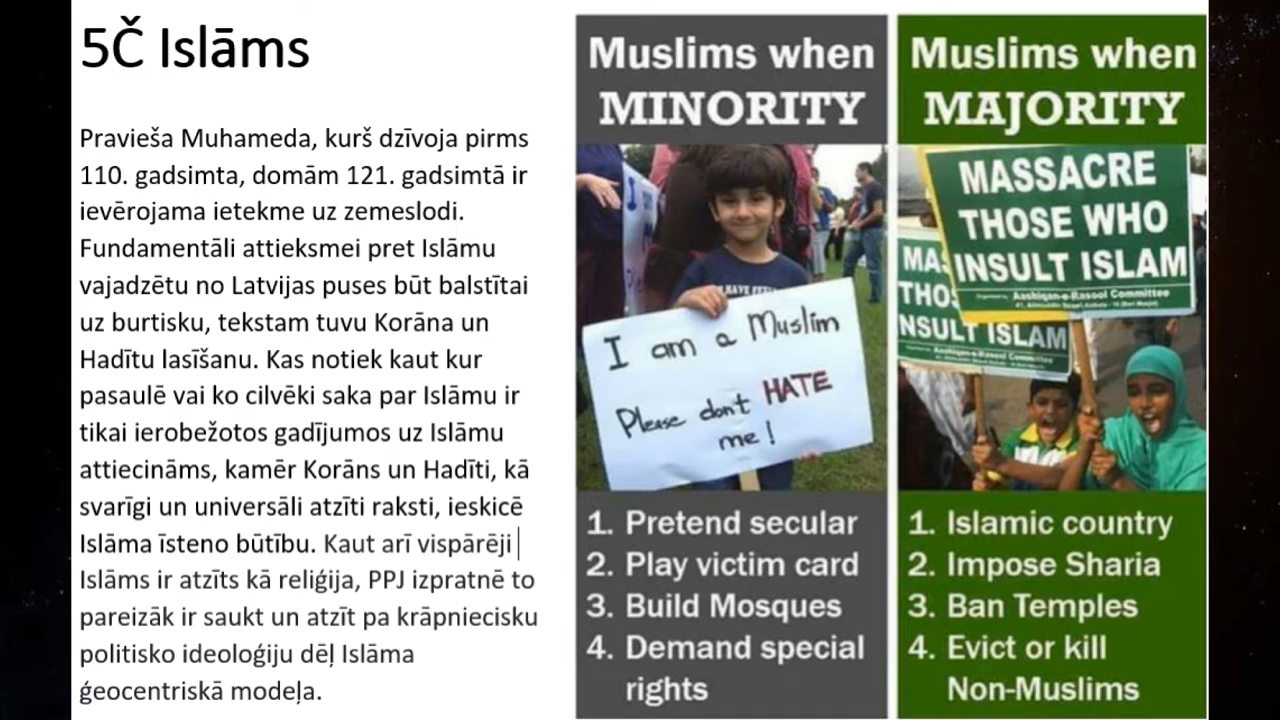 5Č Islāms
Pravieša Muhameda, kurš dzīvoja pirms
110. gadsimta, domām 121. gadsimtā ir
ievērojama ietekme uz zemeslodi.
Fundamentāli attieksmei pret Islāmu
vajadzētu no Latvijas puses būt balstītai
uz burtisku, tekstam tuvu Korāna un
Hadītu lasīšanu. Kas notiek kaut kur
pasaulē vai ko cilvēki saka par Islāmu ir
tikai ierobežotos gadījumos uz Islāmu
attiecināms, kamēr Korāns un Hadīti, kā
svarīgi un universāli atzīti raksti, ieskicē
Islāma īsteno būtību. Kaut arī vispārēji
Islāms ir atzīts kā reliģija, PPJ izpratnē to
pareizāk ir saukt un atzīt pa krāpniecisku
politisko ideoloģiju dēļ Islāma
ģeocentriskā modeļa.
Muslims when
MINORITY
I am a Muslim
Please don't HATE
me!
1. Pretend secular
2. Play victim card
3. Build Mosques
4. Demand special
rights
Muslims when
MAJORITY
MASSACRE
THOSE WHO
INSULT ISLAM
Aashiqan-e-Rasool Committee
MAS
THOS
NSULT ISLAM
Aashiqan-e-Rasool Committee
1. Islamic country
2. Impose Sharia
3. Ban Temples
4. Evict or kill
Non-Muslims